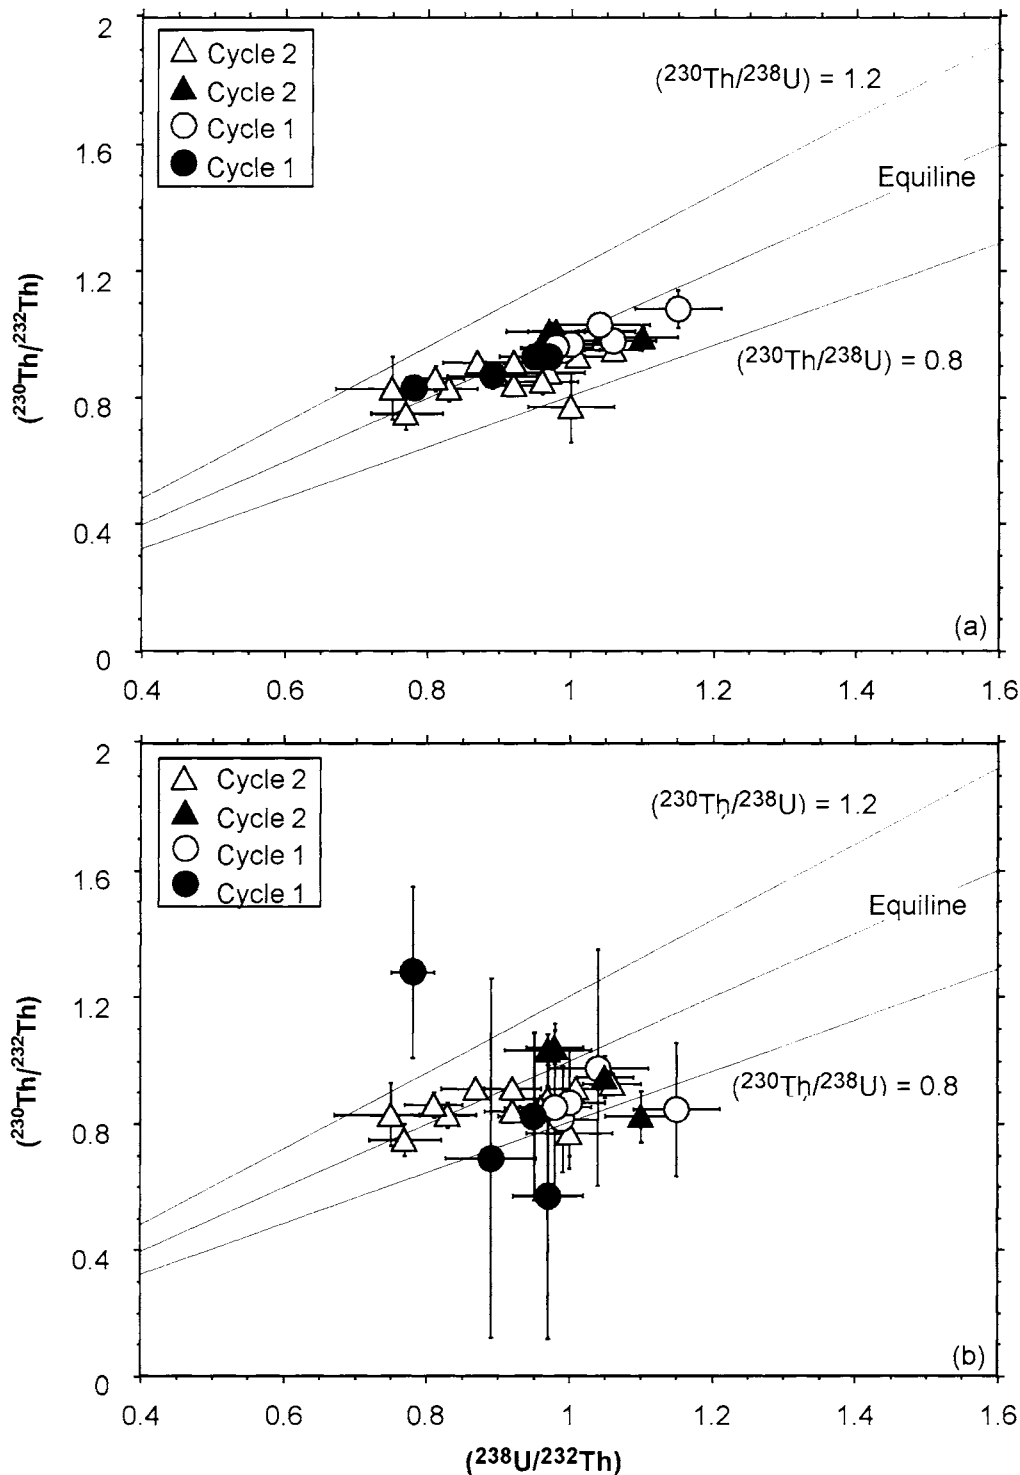 2
1.6
1.2
0.8
0.4
0
(²³⁰Th/²³²Th)
Cycle 2
Cycle 2
Cycle 1
Cycle 1
(²³⁰Th/²³⁸U) = 1.2
Equiline
(²³⁰Th/²³⁸U) = 0.8
(a)
0.4 0.6 0.8 1 1.2 1.4 1.6
2
1.6
1.2
0.8
0.4
0
(²³⁰Th/²³²Th)
Cycle 2
Cycle 2
Cycle 1
Cycle 1
(²³⁰Th/²³⁸U) = 1.2
Equiline
(²³⁰Th/²³⁸U) = 0.8
(b)
0.4 0.6 0.8 1 1.2 1.4 1.6
(²³⁸U/²³²Th)